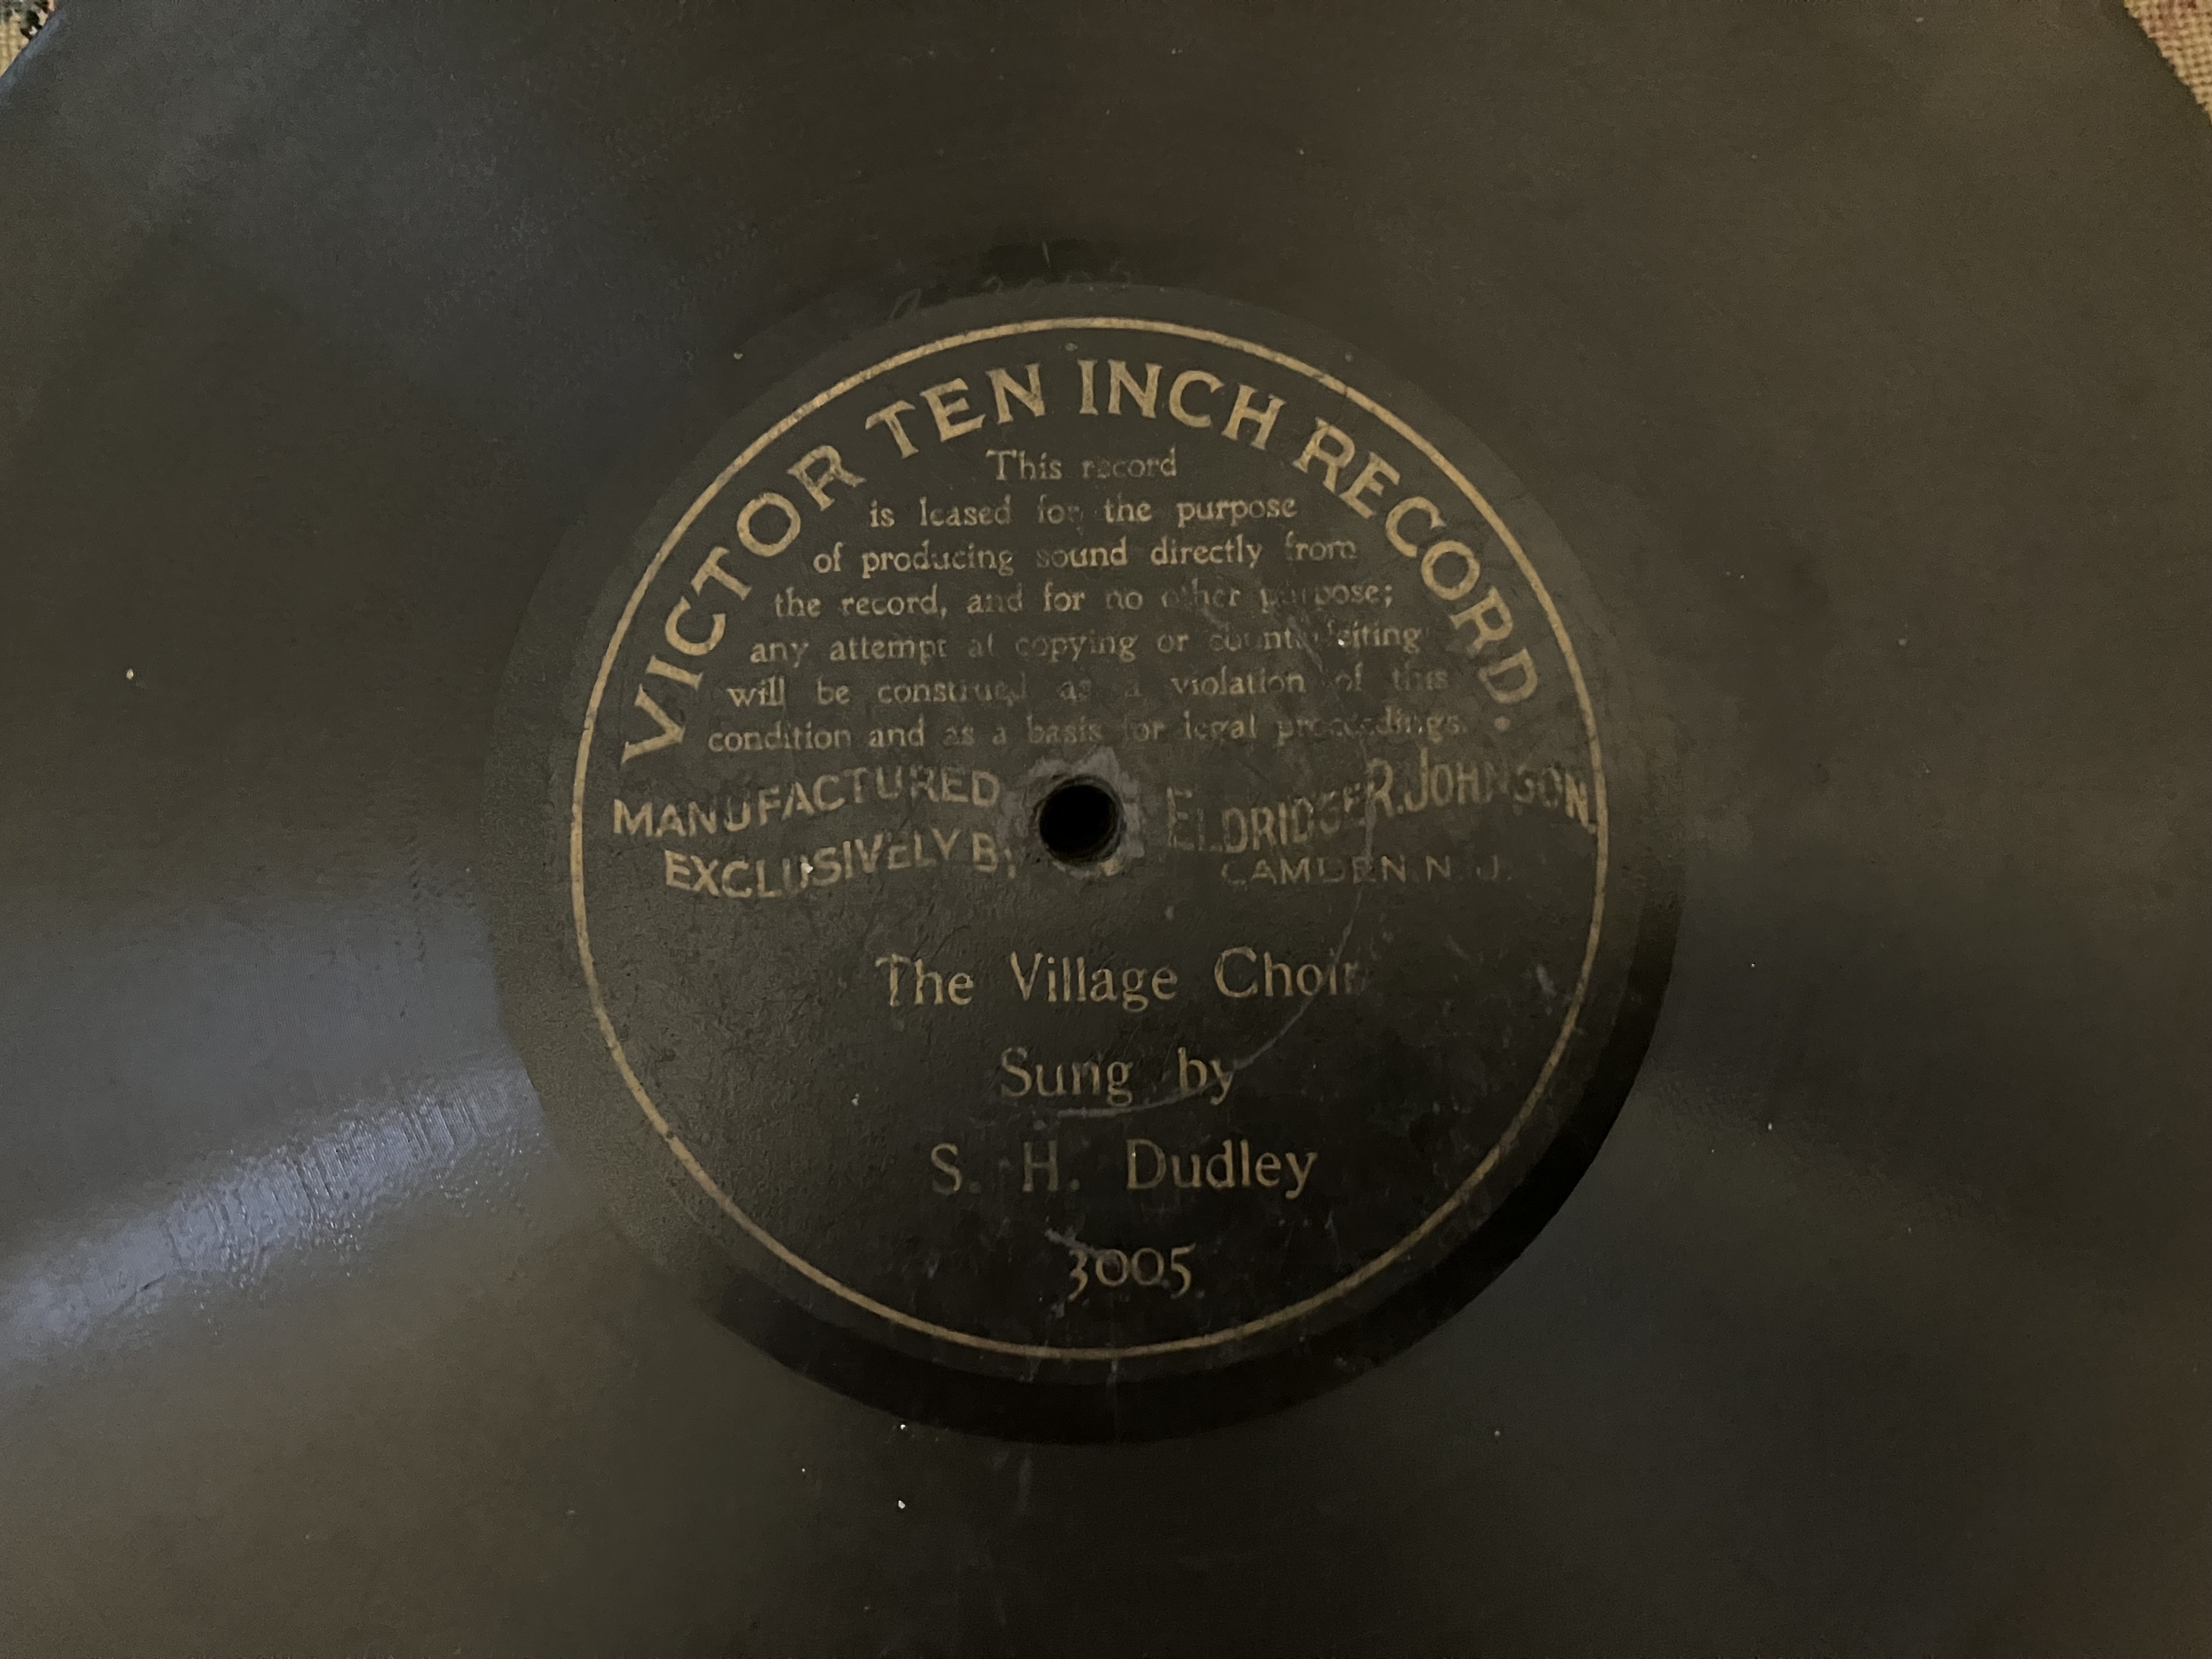 VICTOR TEN INCH RECORD.
This record
is leased for the purpose
of producing sound directly from
the record, and for no other purpose;
any attempt at copying or counterfeiting
will be construed as a violation of this
condition and as a basis for legal proceedings.
MANUFACTURED
EXCLUSIVELY BY
ELDRIDGE R. JOHNSON,
CAMDEN, N. J.
The Village Choir
Sung by
S. H. Dudley
3005